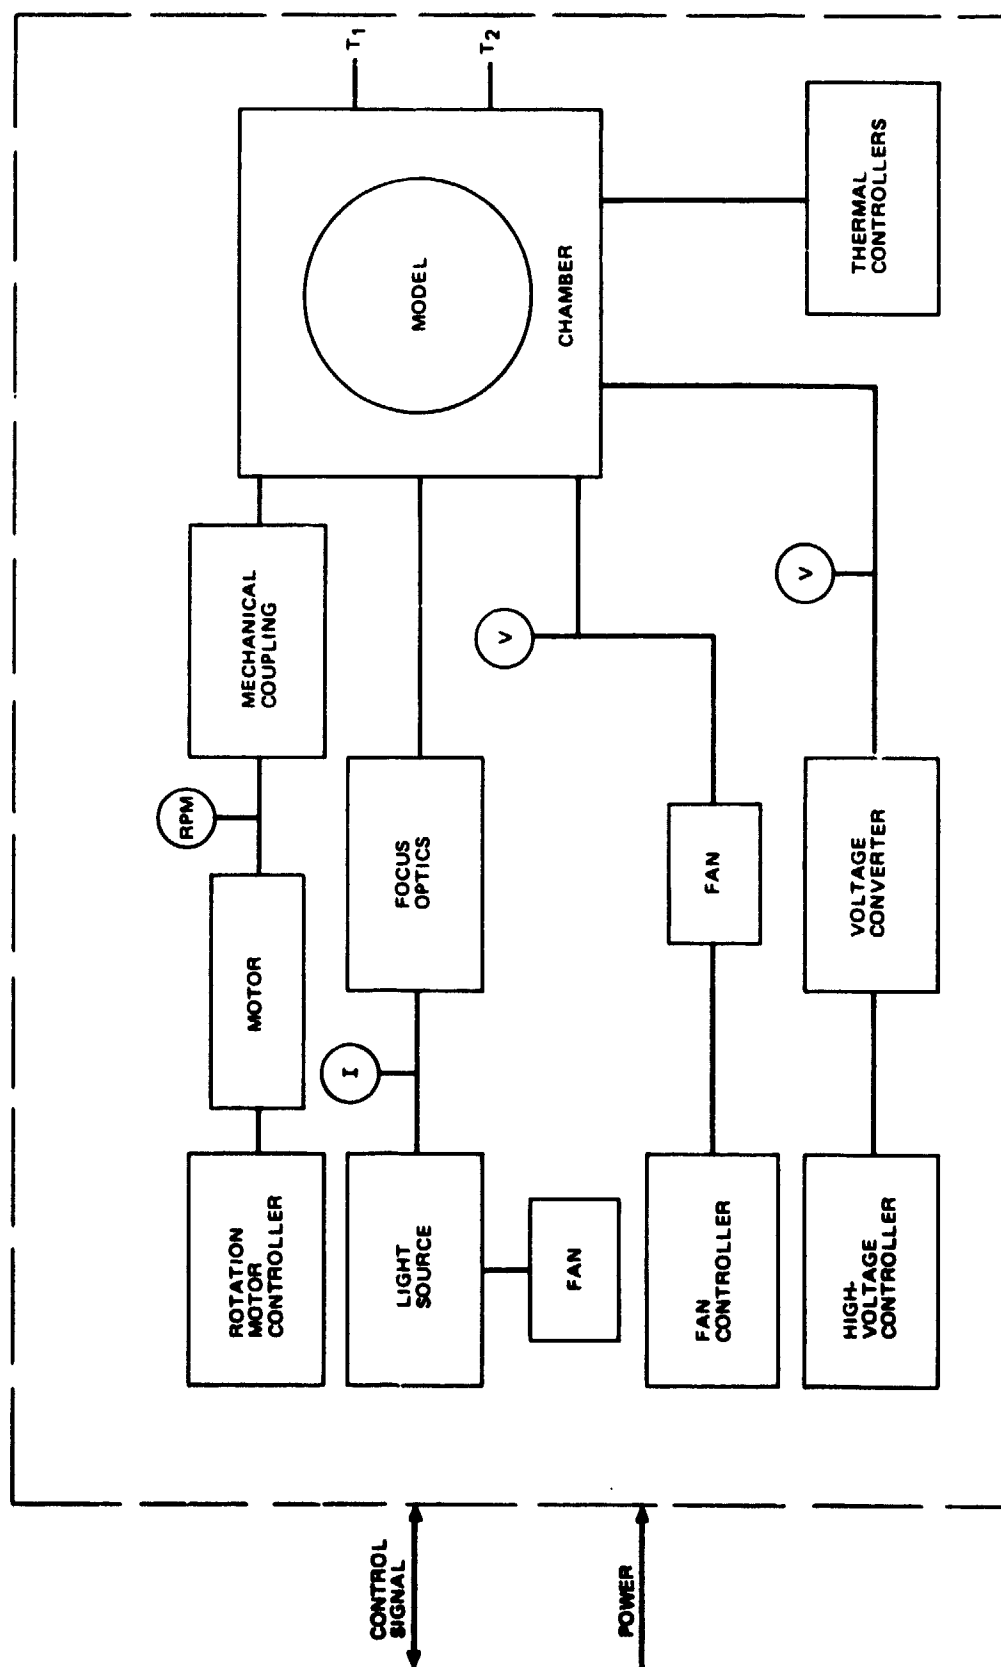 CONTROL
SIGNAL
POWER
ROTATION
MOTOR
CONTROLLER
MOTOR
RPM
MECHANICAL
COUPLING
LIGHT
SOURCE
I
FOCUS
OPTICS
FAN
FAN
CONTROLLER
FAN
V
HIGH-
VOLTAGE
CONTROLLER
VOLTAGE
CONVERTER
V
MODEL
CHAMBER
T1
T2
THERMAL
CONTROLLERS